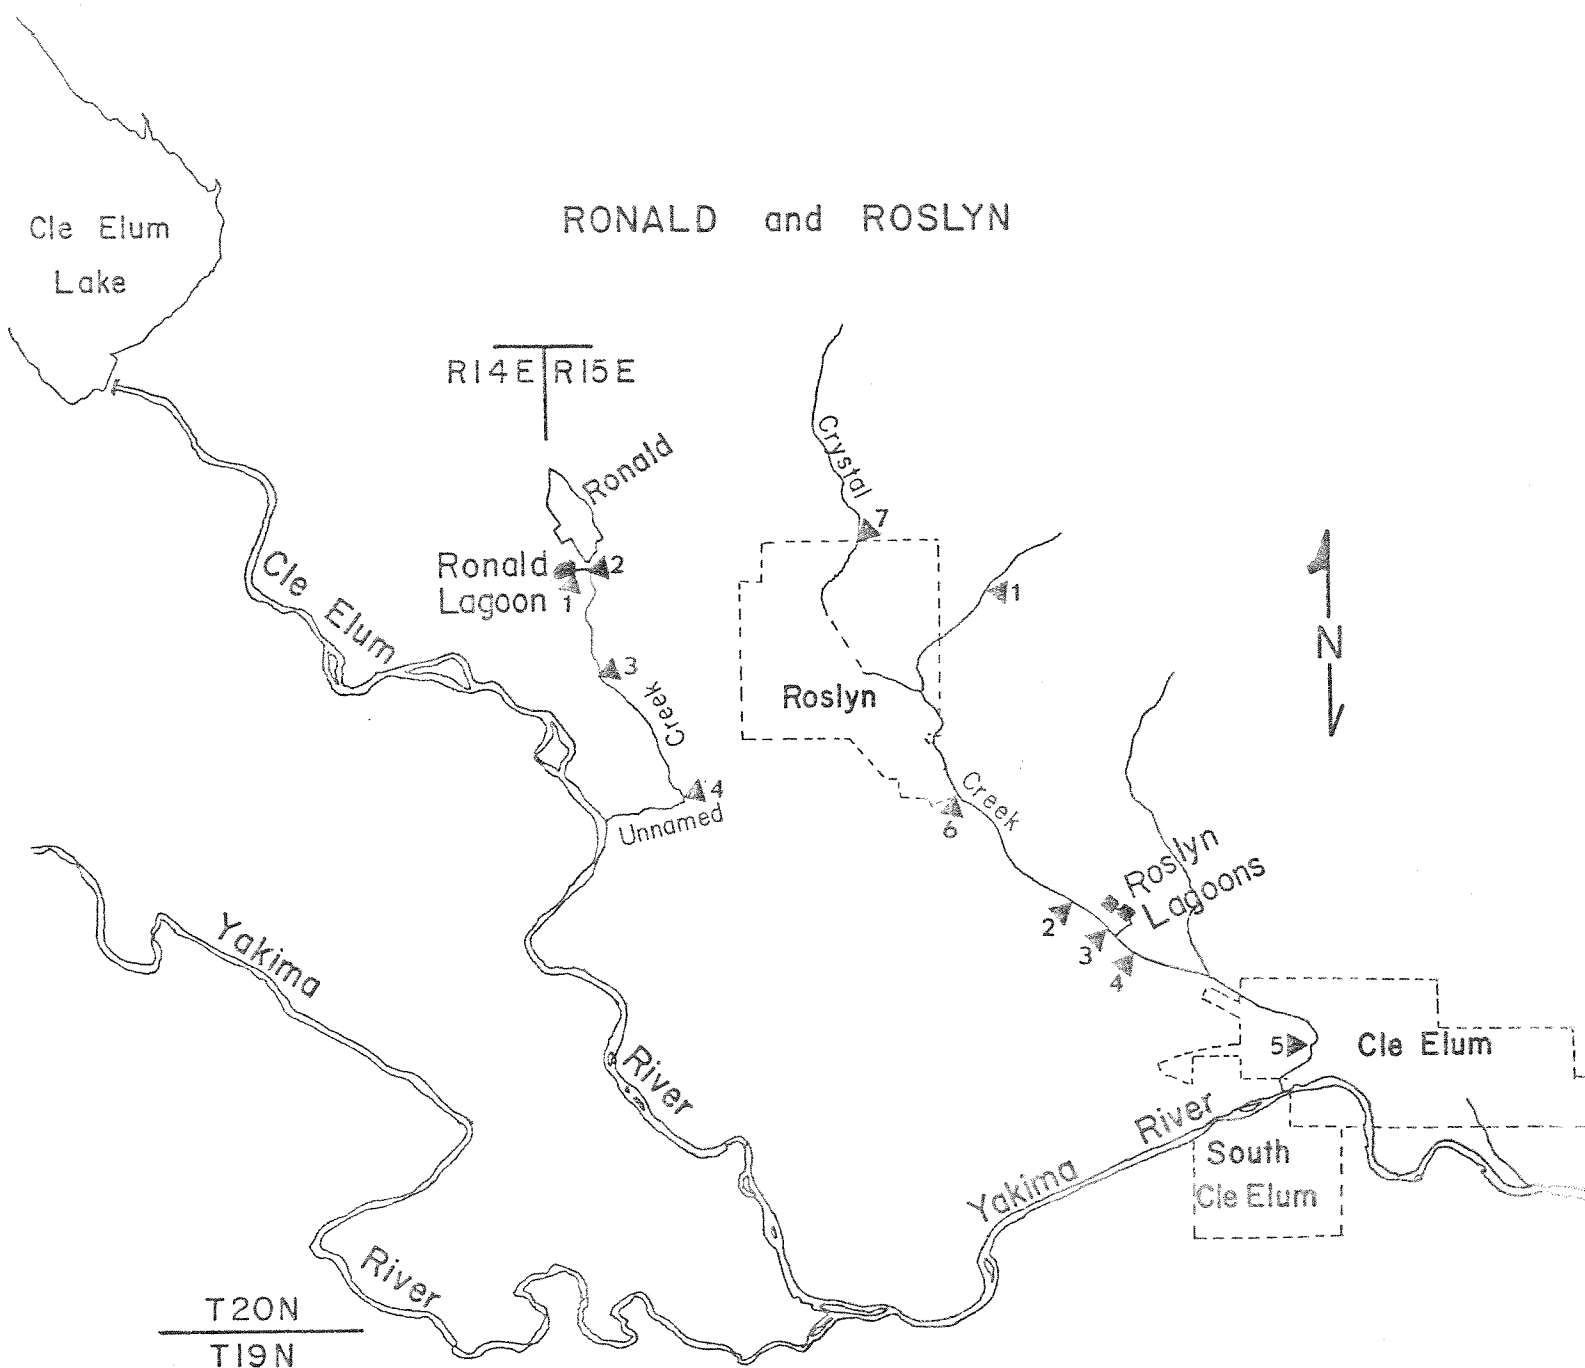 RONALD and ROSLYN
Cle Elum
Lake
R14E R15E
Crystal
Ronald
7
Ronald
Lagoon
2
1
1
Cle Elum
N
3
Creek
Roslyn
4
Unnamed
Creek
6
Roslyn
Lagoons
2
3
4
Yakima
5
Cle Elum
River
River
South
Cle Elum
Yakima
River
T20N
T19N